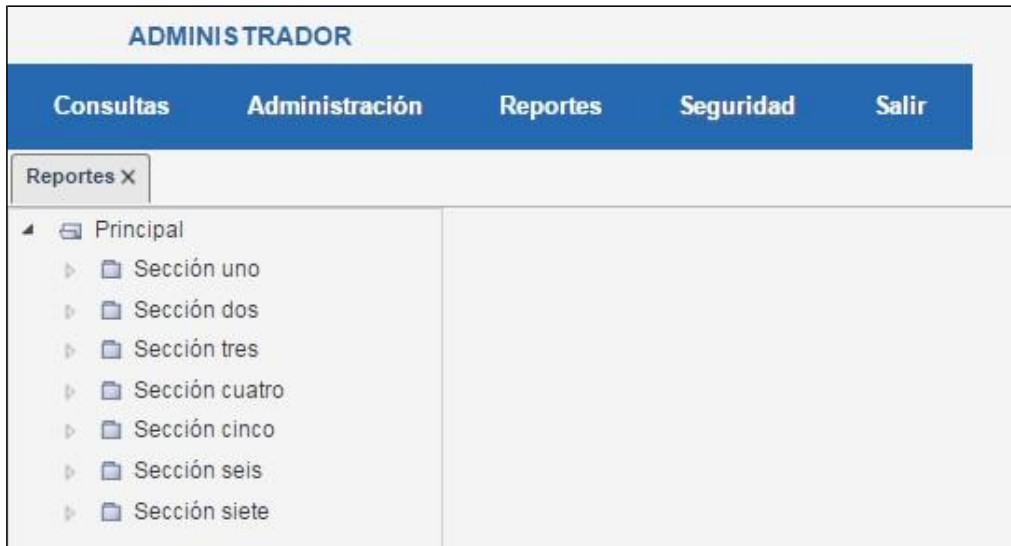 ADMINISTRADOR
Consultas Administración Reportes Seguridad Salir
Reportes X
Principal
Sección uno
Sección dos
Sección tres
Sección cuatro
Sección cinco
Sección seis
Sección siete